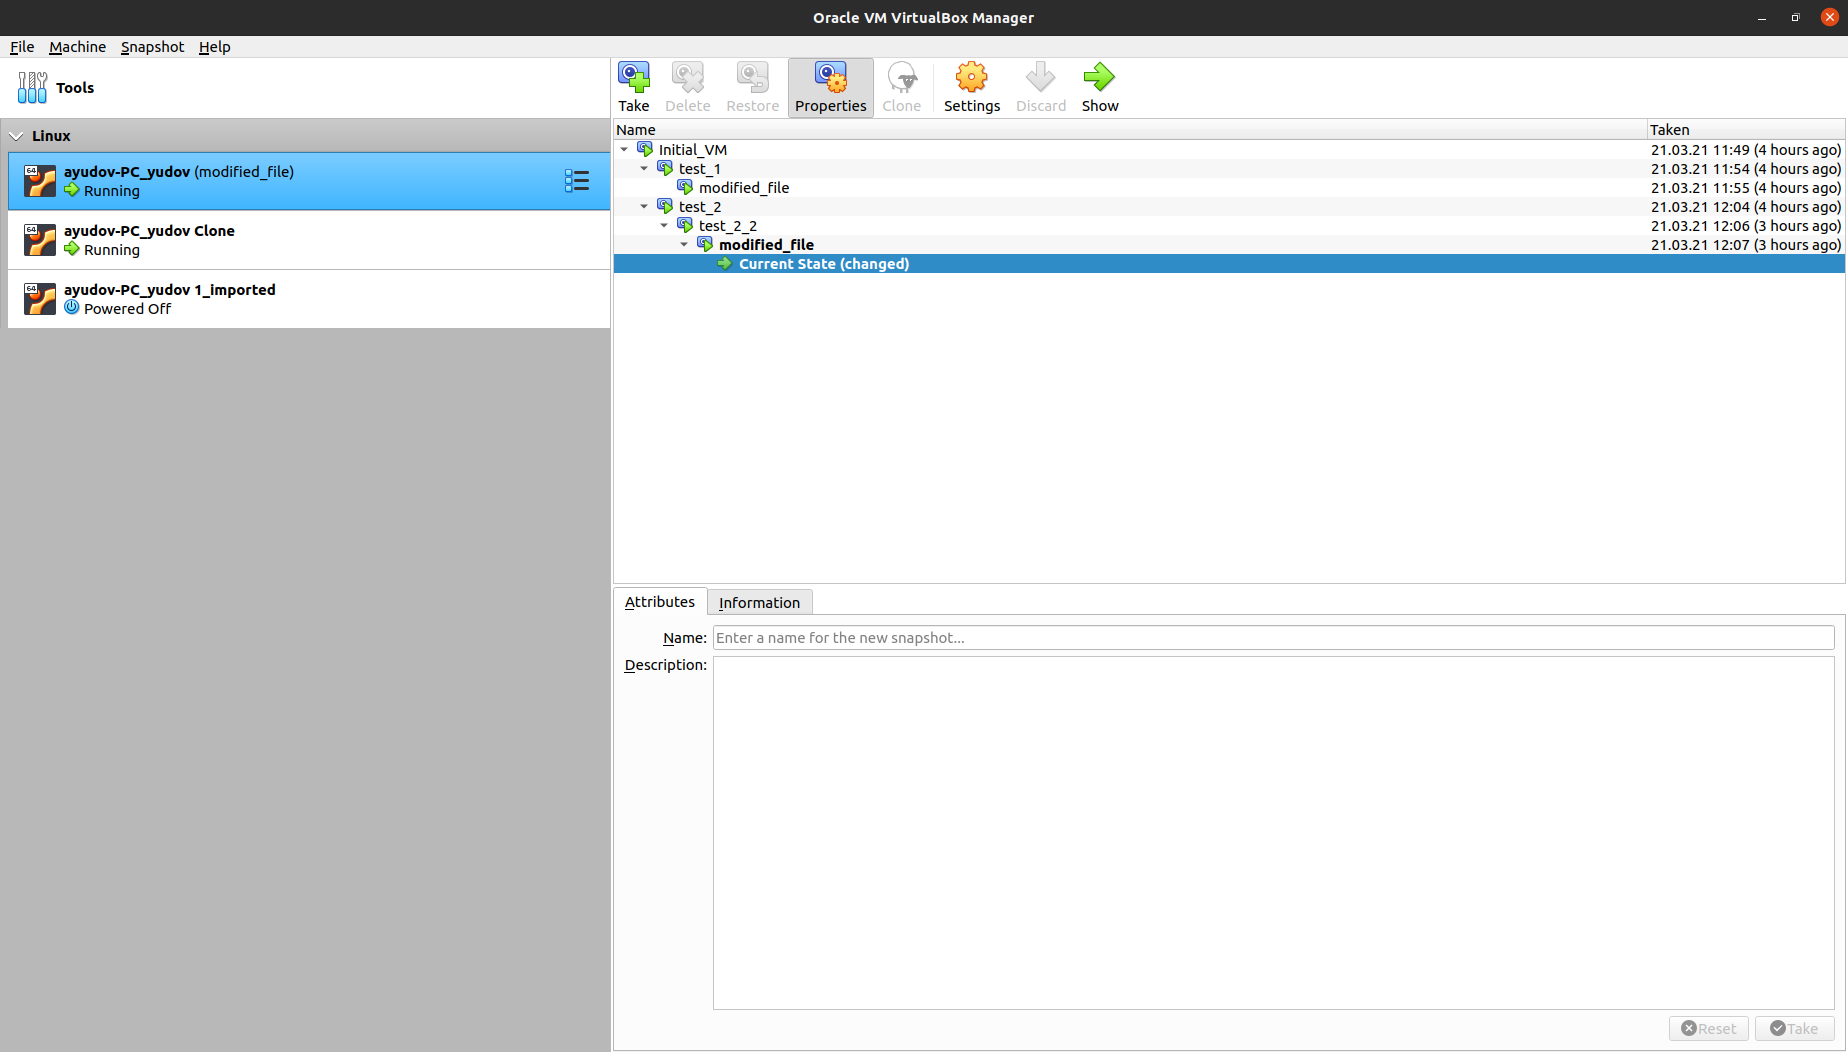 Oracle VM VirtualBox Manager
File Machine Snapshot Help
Tools
Take Delete Restore Properties Clone Settings Discard Show
Linux
64
ayudov-PC_yudov (modified_file)
Running
64
ayudov-PC_yudov Clone
Running
64
ayudov-PC_yudov 1_imported
Powered Off
Name Taken
Initial_VM 21.03.21 11:49 (4 hours ago)
test_1 21.03.21 11:54 (4 hours ago)
modified_file 21.03.21 11:55 (4 hours ago)
test_2 21.03.21 12:04 (4 hours ago)
test_2_2 21.03.21 12:06 (3 hours ago)
modified_file 21.03.21 12:07 (3 hours ago)
Current State (changed)
Attributes Information
Name: Enter a name for the new snapshot...
Description:
Reset Take